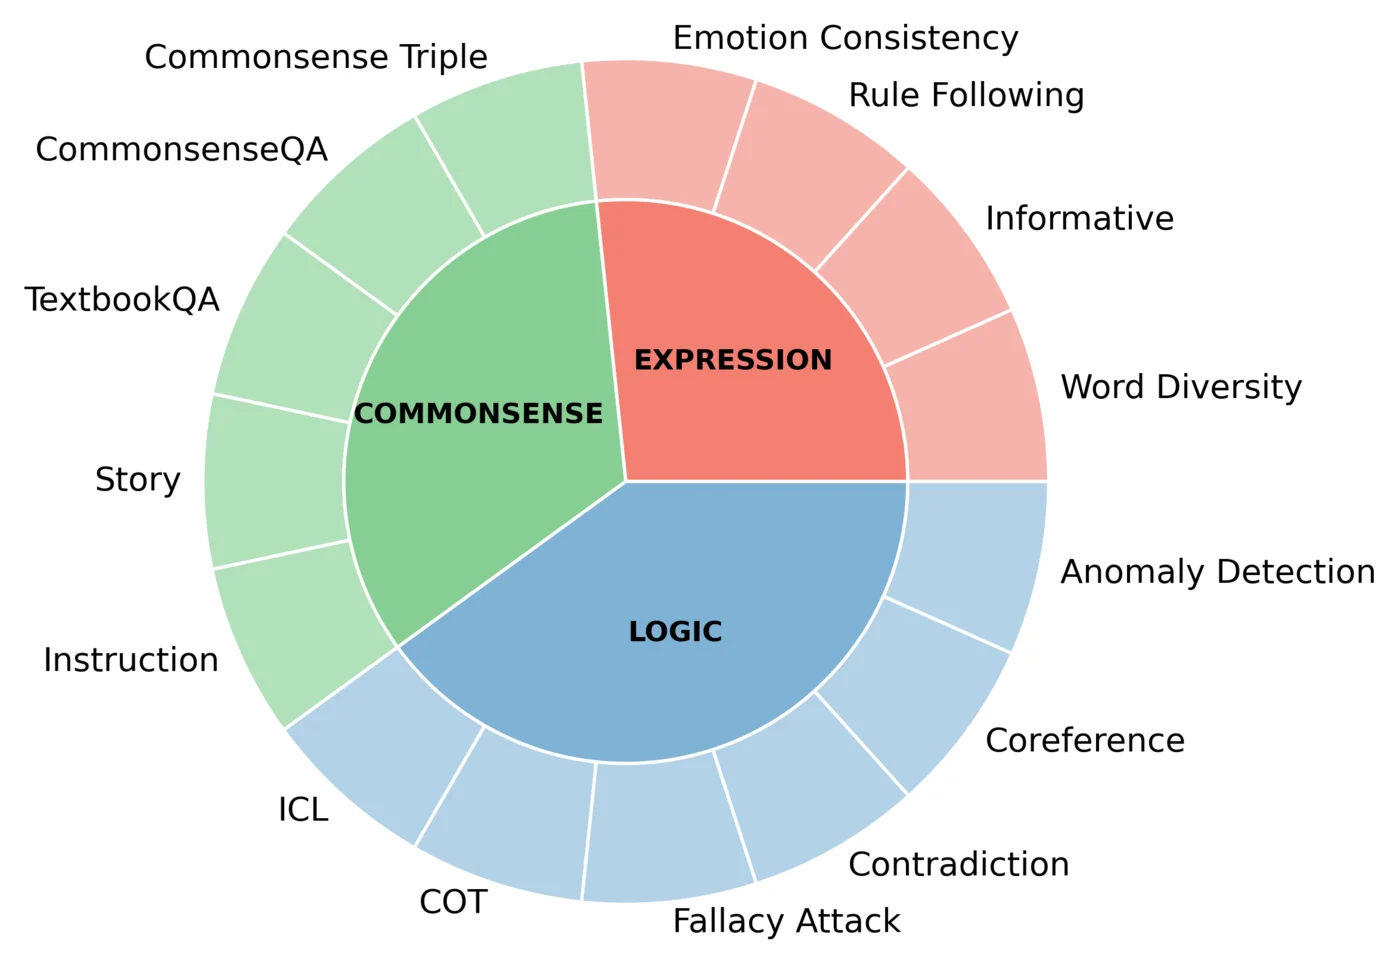 Emotion Consistency
Commonsense Triple
Rule Following
CommonsenseQA
Informative
TextbookQA
EXPRESSION
Word Diversity
COMMONSENSE
Story
Anomaly Detection
LOGIC
Instruction
Coreference
ICL
Contradiction
COT
Fallacy Attack